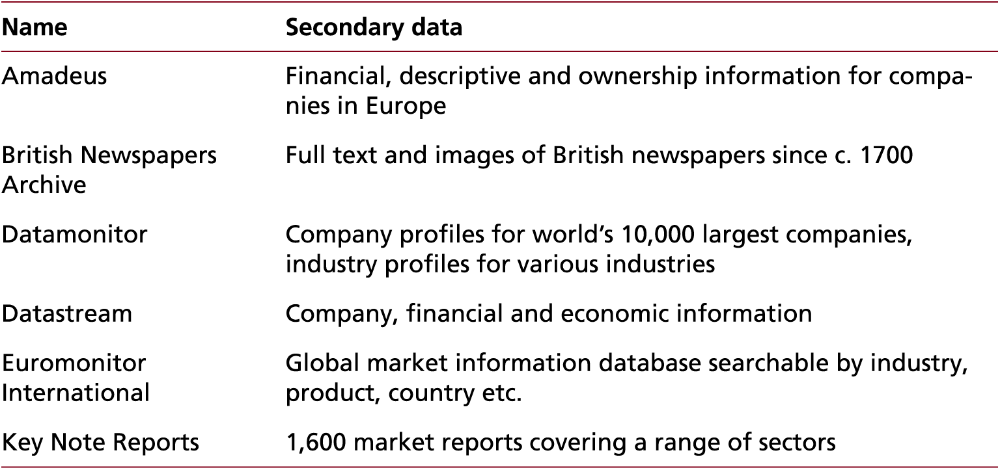 Name Secondary data
Amadeus Financial, descriptive and ownership information for compa-
nies in Europe
British Newspapers Full text and images of British newspapers since c. 1700
Archive
Datamonitor Company profiles for world’s 10,000 largest companies,
industry profiles for various industries
Datastream Company, financial and economic information
Euromonitor Global market information database searchable by industry,
International product, country etc.
Key Note Reports 1,600 market reports covering a range of sectors